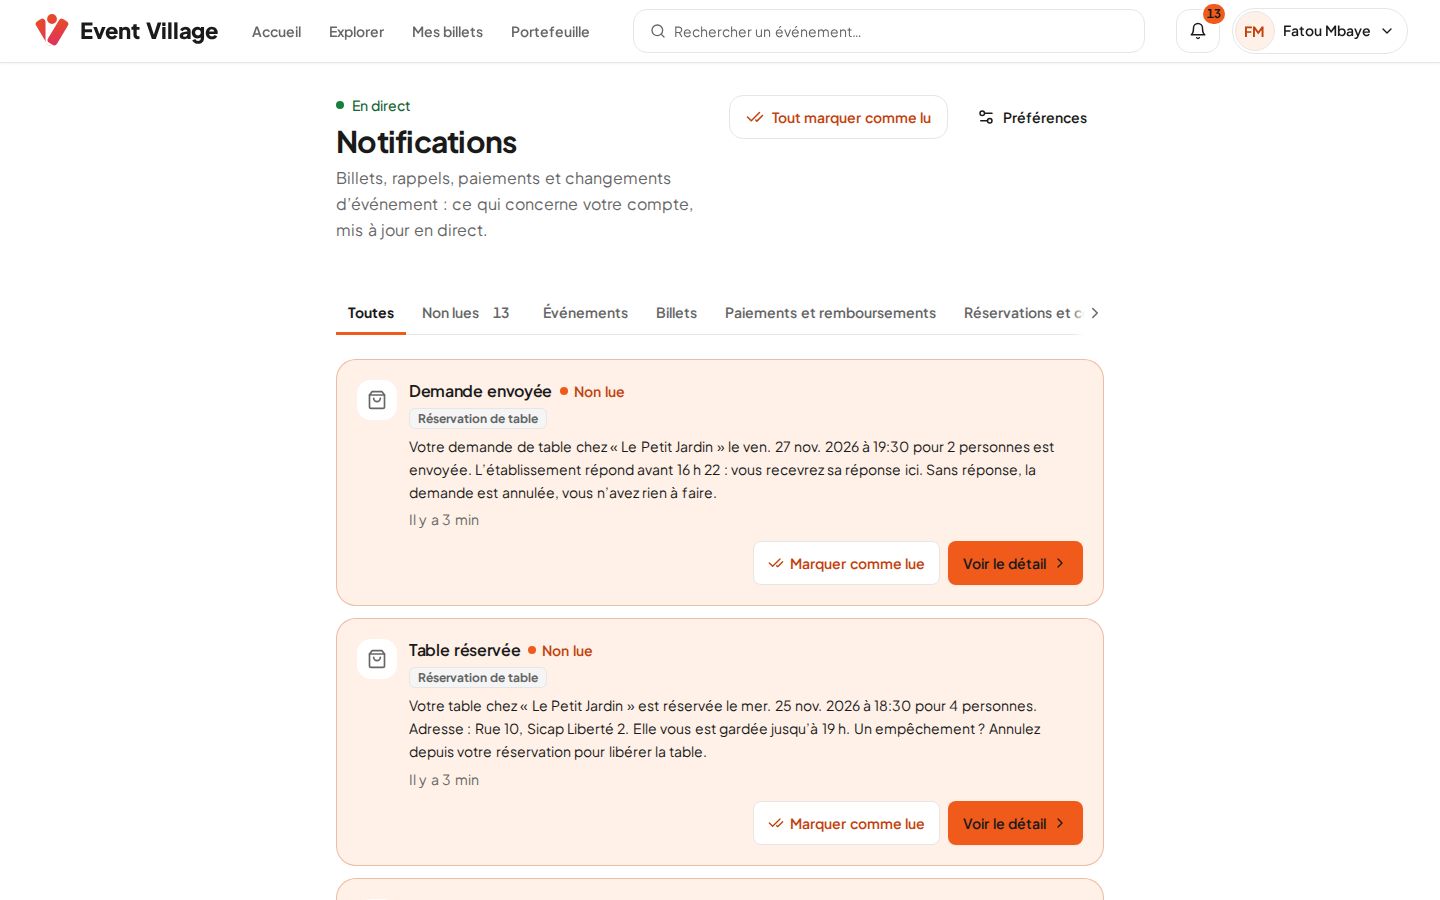 Event Village
Accueil
Explorer
Mes billets
Portefeuille
Rechercher un événement...
13
FM
Fatou Mbaye
En direct
Notifications
Billets, rappels, paiements et changements
d'événement : ce qui concerne votre compte,
mis à jour en direct.
Tout marquer comme lu
Préférences
Toutes
Non lues 13
Événements
Billets
Paiements et remboursements
Réservations et c
Demande envoyée
Non lue
Réservation de table
Votre demande de table chez « Le Petit Jardin » le ven. 27 nov. 2026 à 19:30 pour 2 personnes est
envoyée. L'établissement répond avant 16 h 22 : vous recevrez sa réponse ici. Sans réponse, la
demande est annulée, vous n'avez rien à faire.
Il y a 3 min
Marquer comme lue
Voir le détail
Table réservée
Non lue
Réservation de table
Votre table chez « Le Petit Jardin » est réservée le mer. 25 nov. 2026 à 18:30 pour 4 personnes.
Adresse : Rue 10, Sicap Liberté 2. Elle vous est gardée jusqu'à 19 h. Un empêchement ? Annulez
depuis votre réservation pour libérer la table.
Il y a 3 min
Marquer comme lue
Voir le détail